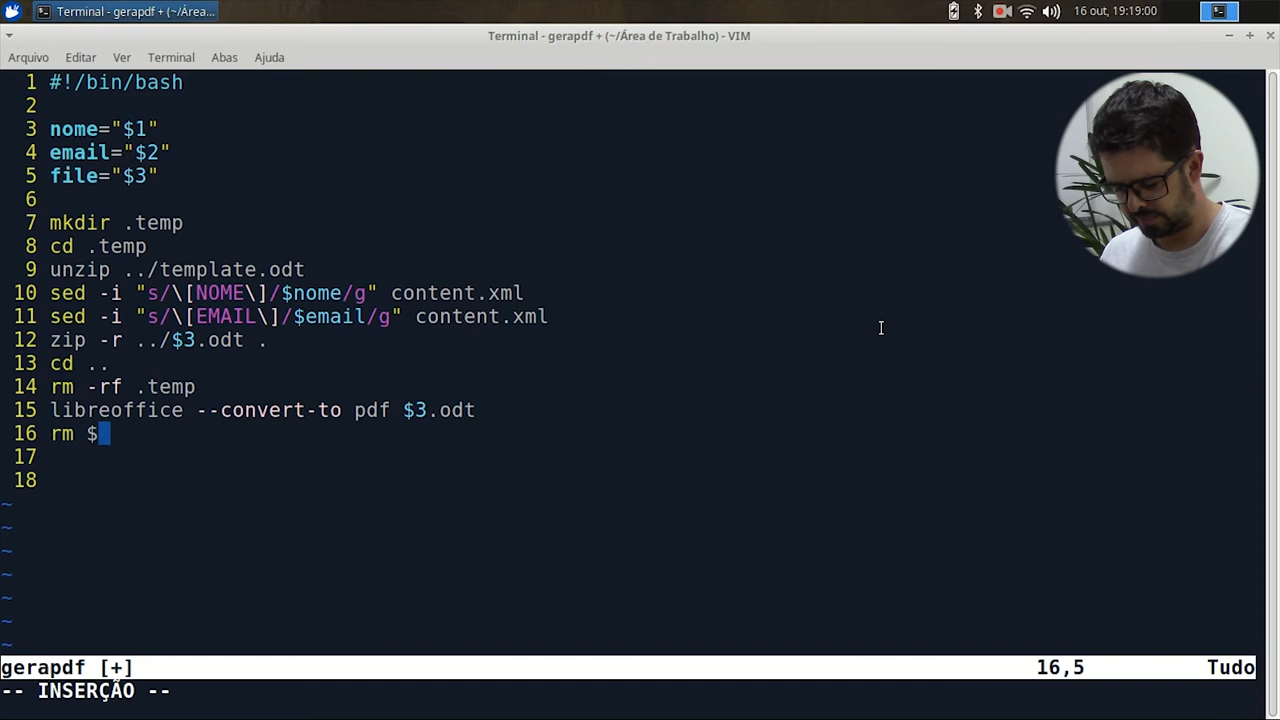 Terminal - gerapdf + (~/Área...
16 out, 19:19:00
Terminal - gerapdf + (~/Área de Trabalho) - VIM
Arquivo Editar Ver Terminal Abas Ajuda
1 #!/bin/bash
2
3 nome="$1"
4 email="$2"
5 file="$3"
6
7 mkdir .temp
8 cd .temp
9 unzip ../template.odt
10 sed -i "s/\[NOME\]/$nome/g" content.xml
11 sed -i "s/\[EMAIL\]/$email/g" content.xml
12 zip -r ../$3.odt .
13 cd ..
14 rm -rf .temp
15 libreoffice --convert-to pdf $3.odt
16 rm $
17
18
~
~
~
~
~
~
~
gerapdf [+] 16,5 Tudo
-- INSERÇÃO --